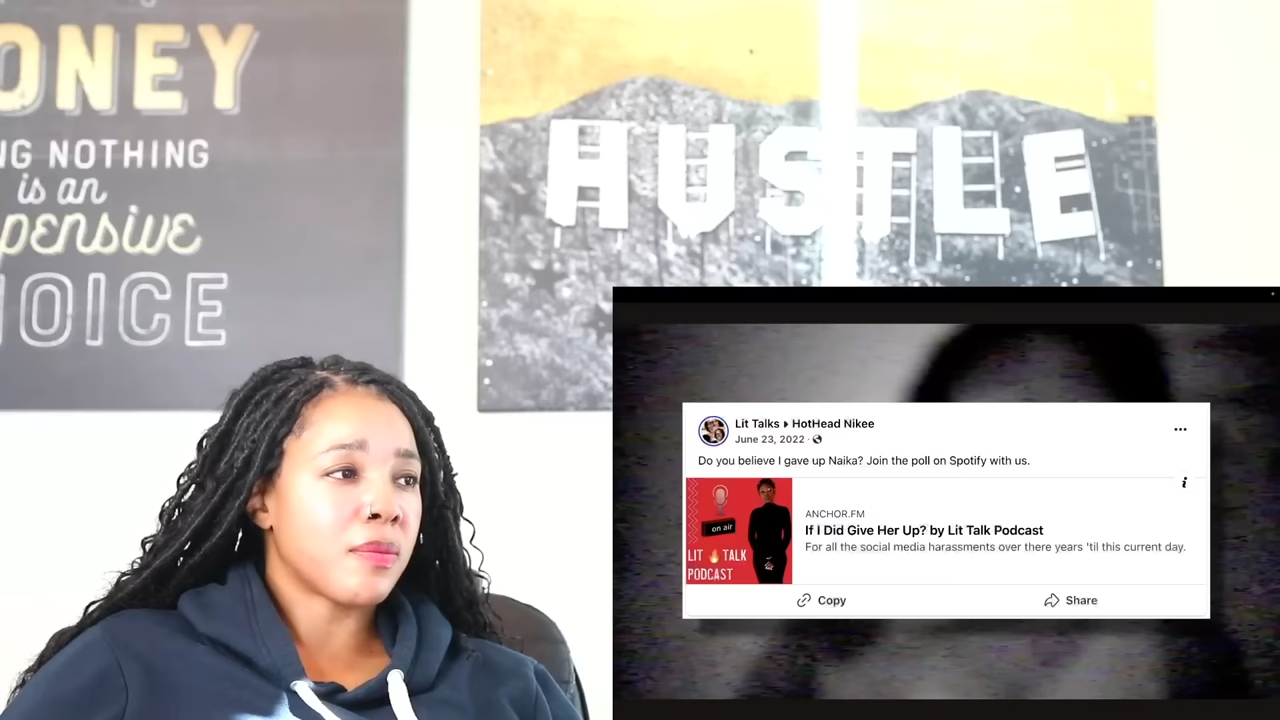 ONEY
NG NOTHING
is an
pensive
HOICE
HUSTLE
Lit Talks HotHead Nikee
June 23, 2022 ·
Do you believe I gave up Naika? Join the poll on Spotify with us.
on air
LIT TALK
PODCAST
ANCHOR.FM
If I Did Give Her Up? by Lit Talk Podcast
For all the social media harassments over there years 'til this current day.
Copy
Share